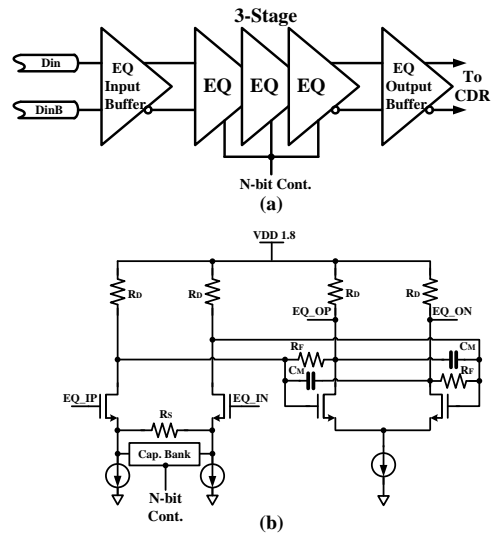 3-Stage
Din
DinB
EQ
Input
Buffer
EQ
EQ
EQ
EQ
Output
Buffer
To
CDR
N-bit Cont.
(a)
VDD 1.8
RD
RD
RD
RD
EQ_OP
EQ_ON
RF
CM
CM
RF
EQ_IP
EQ_IN
RS
Cap. Bank
N-bit
Cont.
(b)